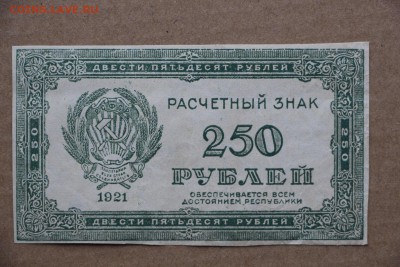 ДВЕСТИ ПЯТЬДЕСЯТ РУБЛЕЙ
РАСЧЕТНЫЙ ЗНАК
250
250
250
РУБЛЕЙ
1921
ОБЕСПЕЧИВАЕТСЯ ВСЕМ
ДОСТОЯНИЕМ РЕСПУБЛИКИ
ДВЕСТИ ПЯТЬДЕСЯТ РУБЛЕЙ